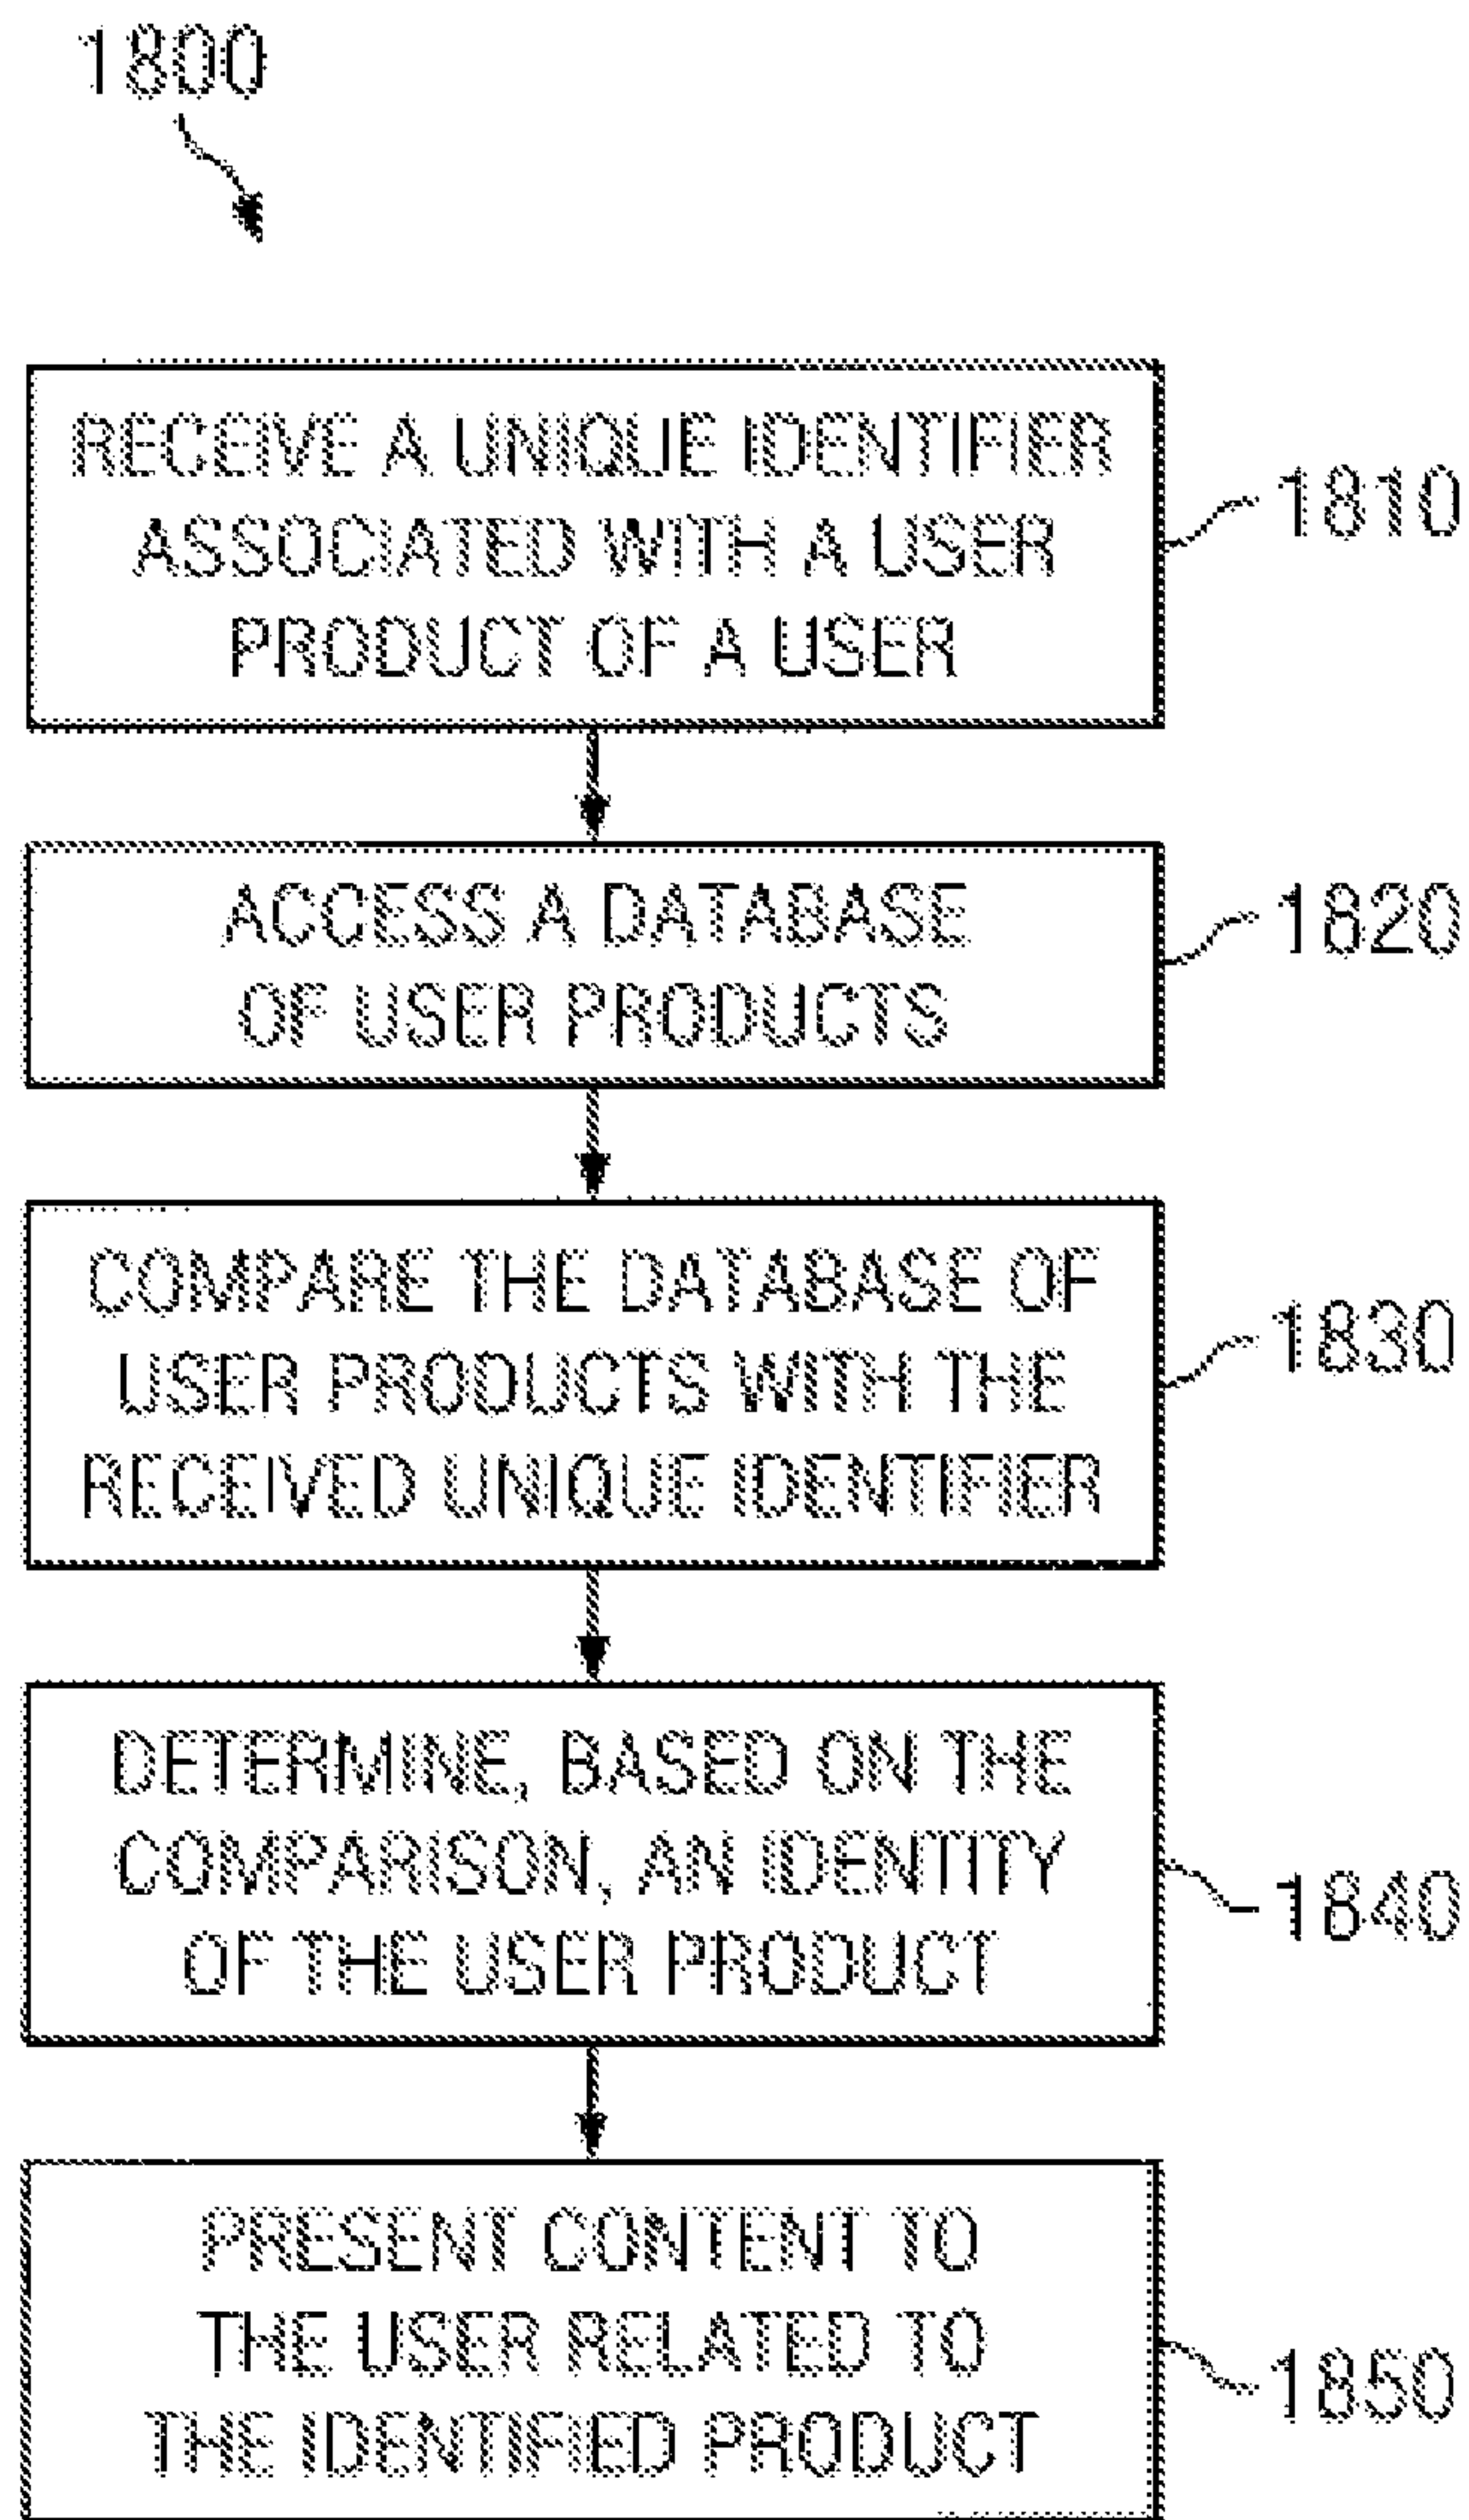 1800
RECEIVE A UNIQUE IDENTIFIER
ASSOCIATED WITH A USER
PRODUCT OF A USER
1810
ACCESS A DATABASE
OF USER PRODUCTS
1820
COMPARE THE DATABASE OF
USER PRODUCTS WITH THE
RECEIVED UNIQUE IDENTIFIER
1830
DETERMINE, BASED ON THE
COMPARISON, AN IDENTITY
OF THE USER PRODUCT
1840
PRESENT CONTENT TO
THE USER RELATED TO
THE IDENTIFIED PRODUCT
1850